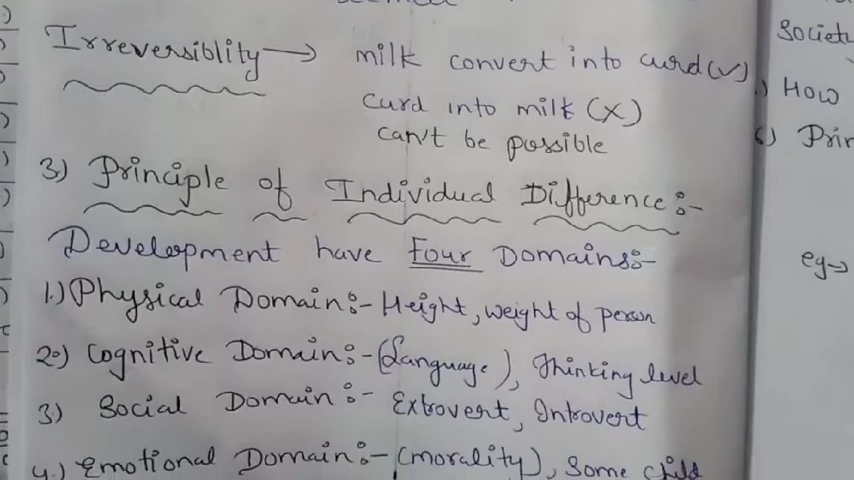 Irreversiblity → milk convert into curd (✓)
curd into milk (X)
can't be possible
3) Principle of Individual Difference:-
Development have Four Domains:-
1.) Physical Domain:- Height, weight of person
2.) Cognitive Domain:- (Language), Thinking level
3.) Social Domain:- Extrovert, Introvert
4.) Emotional Domain:- (morality), Some child
Societ
How
6) Prin
eg→